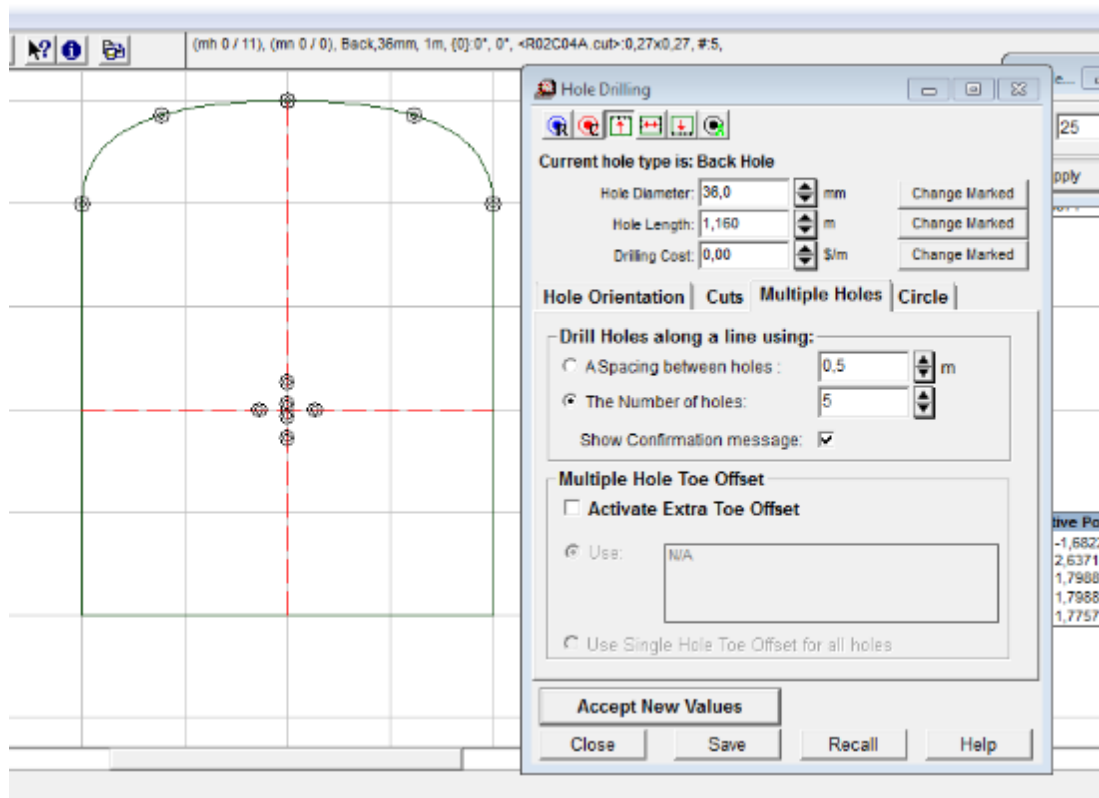 (mh 0 / 11), (mn 0 / 0), Back,36mm, 1m, {0}:0°, 0°, <R02C04A.cut>:0,27x0,27, #:5,
Hole Drilling
Current hole type is: Back Hole
Hole Diameter: 36,0 mm Change Marked
Hole Length: 1,160 m Change Marked
Drilling Cost: 0,00 $/m Change Marked
Hole Orientation Cuts Multiple Holes Circle
Drill Holes along a line using:
A Spacing between holes : 0,5 m
The Number of holes: 5
Show Confirmation message:
Multiple Hole Toe Offset
Activate Extra Toe Offset
Use: N/A
Use Single Hole Toe Offset for all holes
Accept New Values
Close Save Recall Help
e...
25
pply
tive Po
-1,682
2,6371
1,7988
1,7988
1,7757